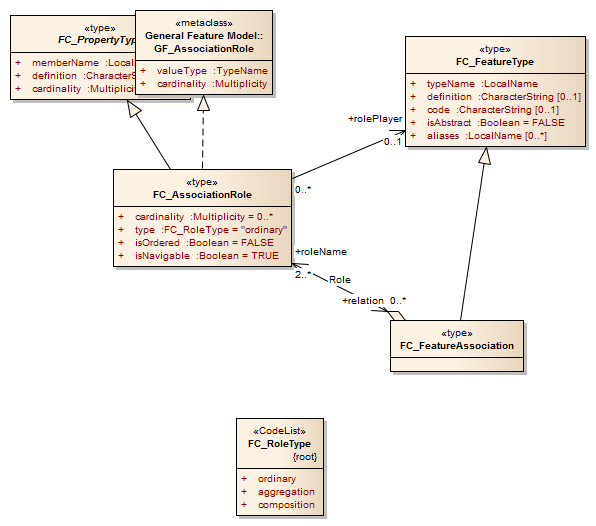 «type»
FC_PropertyTyp
+ memberName :Local
+ definition :CharacterS
+ cardinality :Multiplicit
«metaclass»
General Feature Model::
GF_AssociationRole
+ valueType :TypeName
+ cardinality :Multiplicity
«type»
FC_FeatureType
+ typeName :LocalName
+ definition :CharacterString [0..1]
+ code :CharacterString [0..1]
+ isAbstract :Boolean = FALSE
+ aliases :LocalName [0..*]
+rolePlayer
0..1
0..*
«type»
FC_AssociationRole
+ cardinality :Multiplicity = 0..*
+ type :FC_RoleType = "ordinary"
+ isOrdered :Boolean = FALSE
+ isNavigable :Boolean = TRUE
+roleName
2..*
Role
+relation 0..*
«type»
FC_FeatureAssociation
«CodeList»
FC_RoleType
{root}
+ ordinary
+ aggregation
+ composition